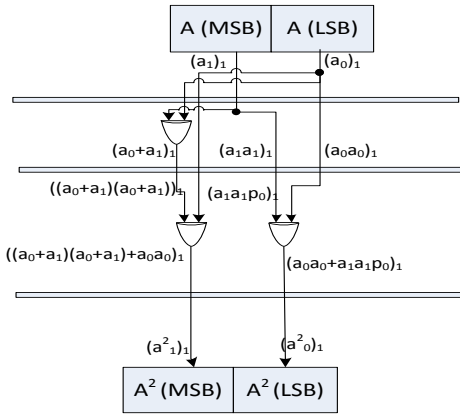 A (MSB) A (LSB)
(a₁)₁ (a₀)₁
(a₀+a₁)₁ (a₁a₁)₁ (a₀a₀)₁
((a₀+a₁)(a₀+a₁))₁ (a₁a₁p₀)₁
((a₀+a₁)(a₀+a₁)+a₀a₀)₁ (a₀a₀+a₁a₁p₀)₁
(a²₁)₁ (a²₀)₁
A² (MSB) A² (LSB)